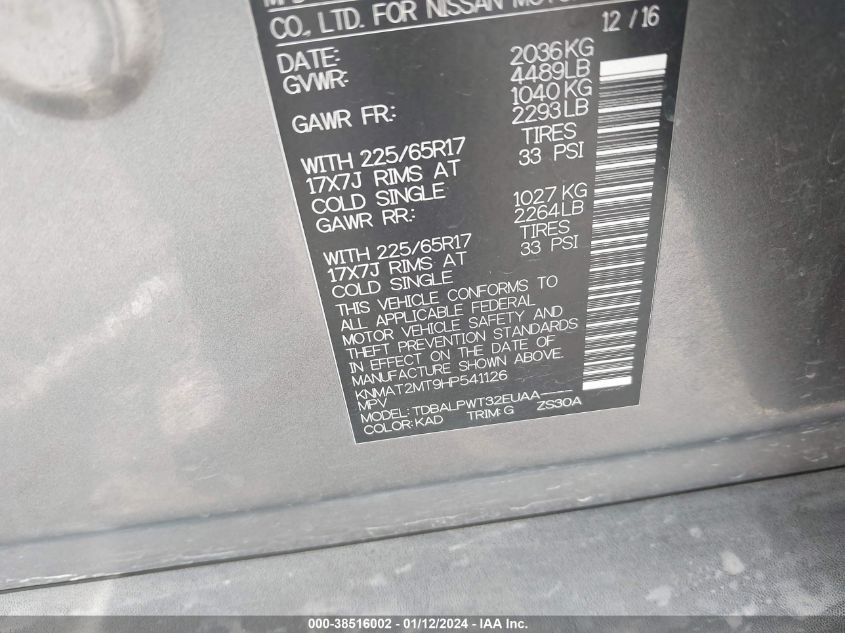 CO., LTD. FOR NISSAN
DATE: 12 / 16
GVWR: 2036KG
4489LB
GAWR FR: 1040KG
2293LB
WITH 225/65R17 TIRES
17X7J RIMS AT 33 PSI
COLD SINGLE
GAWR RR: 1027KG
2264LB
WITH 225/65R17 TIRES
17X7J RIMS AT 33 PSI
COLD SINGLE
THIS VEHICLE CONFORMS TO
ALL APPLICABLE FEDERAL
MOTOR VEHICLE SAFETY AND
THEFT PREVENTION STANDARDS
IN EFFECT ON THE DATE OF
MANUFACTURE SHOWN ABOVE.
KNMAT2MT9HP541126
MPV
MODEL: TDBALPWT32EUAA----
COLOR: KAD TRIM: G ZS30A
000-38516002 - 01/12/2024 - IAA Inc.